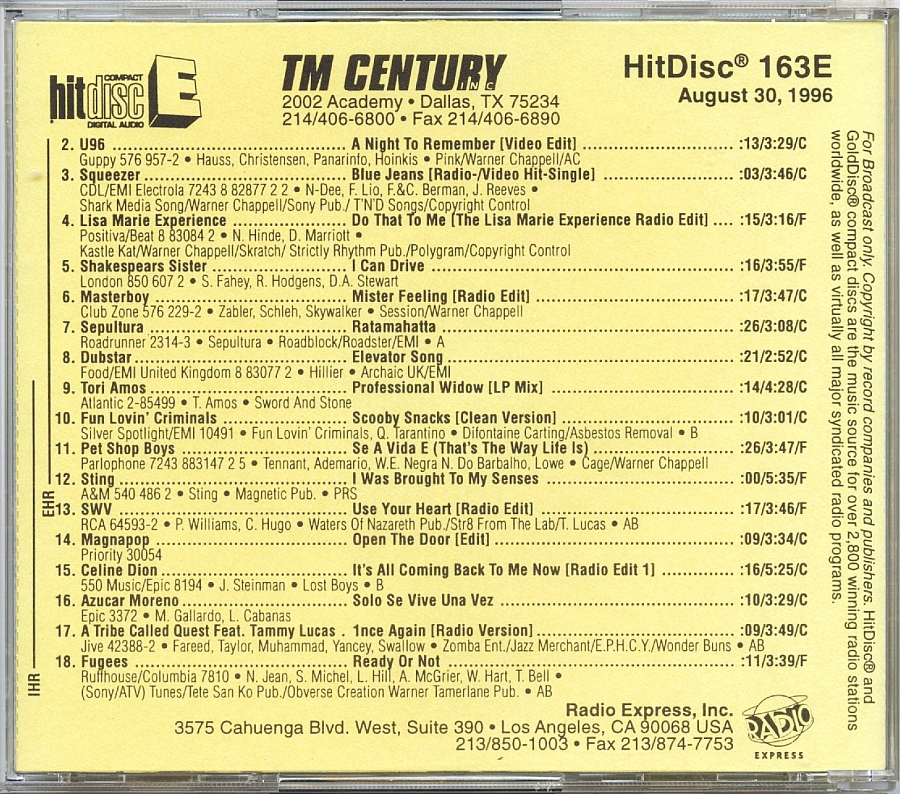 COMPACT
hitdisc E
DIGITAL AUDIO
TM CENTURY
INC
2002 Academy • Dallas, TX 75234
214/406-6800 • Fax 214/406-6890
HitDisc® 163E
August 30, 1996
2. U96 ........ A Night To Remember [Video Edit] ........ :13/3:29/C
Guppy 576 957-2 • Hauss, Christensen, Panarinfo, Hoinkis • Pink/Warner Chappell/AC
3. Squeezer ........ Blue Jeans [Radio-/Video Hit-Single] ........ :03/3:46/C
CDL/EMI Electrola 7243 8 82877 2 2 • N-Dee, F. Lio, F.&C. Berman, J. Reeves •
Shark Media Song/Warner Chappell/Sony Pub./ T'N'D Songs/Copyright Control
4. Lisa Marie Experience ........ Do That To Me [The Lisa Marie Experience Radio Edit] .... :15/3:16/F
Positiva/Beat 8 83084 2 • N. Hinde, D. Marriott •
Kastle Kat/Warner Chappell/Skratch/ Strictly Rhythm Pub./Polygram/Copyright Control
5. Shakespears Sister ........ I Can Drive ........ :16/3:55/F
London 850 607 2 • S. Fahey, R. Hodgens, D.A. Stewart
6. Masterboy ........ Mister Feeling [Radio Edit] ........ :17/3:47/C
Club Zone 576 229-2 • Zabler, Schleh, Skywalker • Session/Warner Chappell
7. Sepultura ........ Ratamahatta ........ :26/3:08/C
Roadrunner 2314-3 • Sepultura • Roadblock/Roadster/EMI • A
8. Dubstar ........ Elevator Song ........ :21/2:52/C
Food/EMI United Kingdom 8 83077 2 • Hillier • Archaic UK/EMI
9. Tori Amos ........ Professional Widow [LP Mix] ........ :14/4:28/C
Atlantic 2-85499 • T. Amos • Sword And Stone
10. Fun Lovin' Criminals ........ Scooby Snacks [Clean Version] ........ :10/3:01/C
Silver Spotlight/EMI 10491 • Fun Lovin' Criminals, Q. Tarantino • Difontaine Carting/Asbestos Removal • B
11. Pet Shop Boys ........ Se A Vida E (That's The Way Life Is) ........ :26/3:47/F
Parlophone 7243 883147 2 5 • Tennant, Ademario, W.E. Negra N. Do Barbalho, Lowe • Cage/Warner Chappell
12. Sting ........ I Was Brought To My Senses ........ :00/5:35/F
A&M 540 486 2 • Sting • Magnetic Pub. • PRS
13. SWV ........ Use Your Heart [Radio Edit] ........ :17/3:46/F
RCA 64593-2 • P. Williams, C. Hugo • Waters Of Nazareth Pub./Str8 From The Lab/T. Lucas • AB
14. Magnapop ........ Open The Door [Edit] ........ :09/3:34/C
Priority 30054
15. Celine Dion ........ It's All Coming Back To Me Now [Radio Edit 1] ........ :16/5:25/C
550 Music/Epic 8194 • J. Steinman • Lost Boys • B
16. Azucar Moreno ........ Solo Se Vive Una Vez ........ :10/3:29/C
Epic 3372 • M. Gallardo, L. Cabanas
17. A Tribe Called Quest Feat. Tammy Lucas . 1nce Again [Radio Version] ........ :09/3:49/C
Jive 42388-2 • Fareed, Taylor, Muhammad, Yancey, Swallow • Zomba Ent./Jazz Merchant/E.P.H.C.Y./Wonder Buns • AB
18. Fugees ........ Ready Or Not ........ :11/3:39/F
Ruffhouse/Columbia 7810 • N. Jean, S. Michel, L. Hill, A. McGrier, W. Hart, T. Bell •
(Sony/ATV) Tunes/Tete San Ko Pub./Obverse Creation Warner Tamerlane Pub. • AB
EHR
IHR
For Broadcast only. Copyright by record companies and publishers. HitDisc® and
GoldDisc® compact discs are the music source for over 2,800 winning radio stations
worldwide, as well as virtually all major syndicated radio programs.
Radio Express, Inc.
3575 Cahuenga Blvd. West, Suite 390 • Los Angeles, CA 90068 USA
213/850-1003 • Fax 213/874-7753
RADIO
EXPRESS